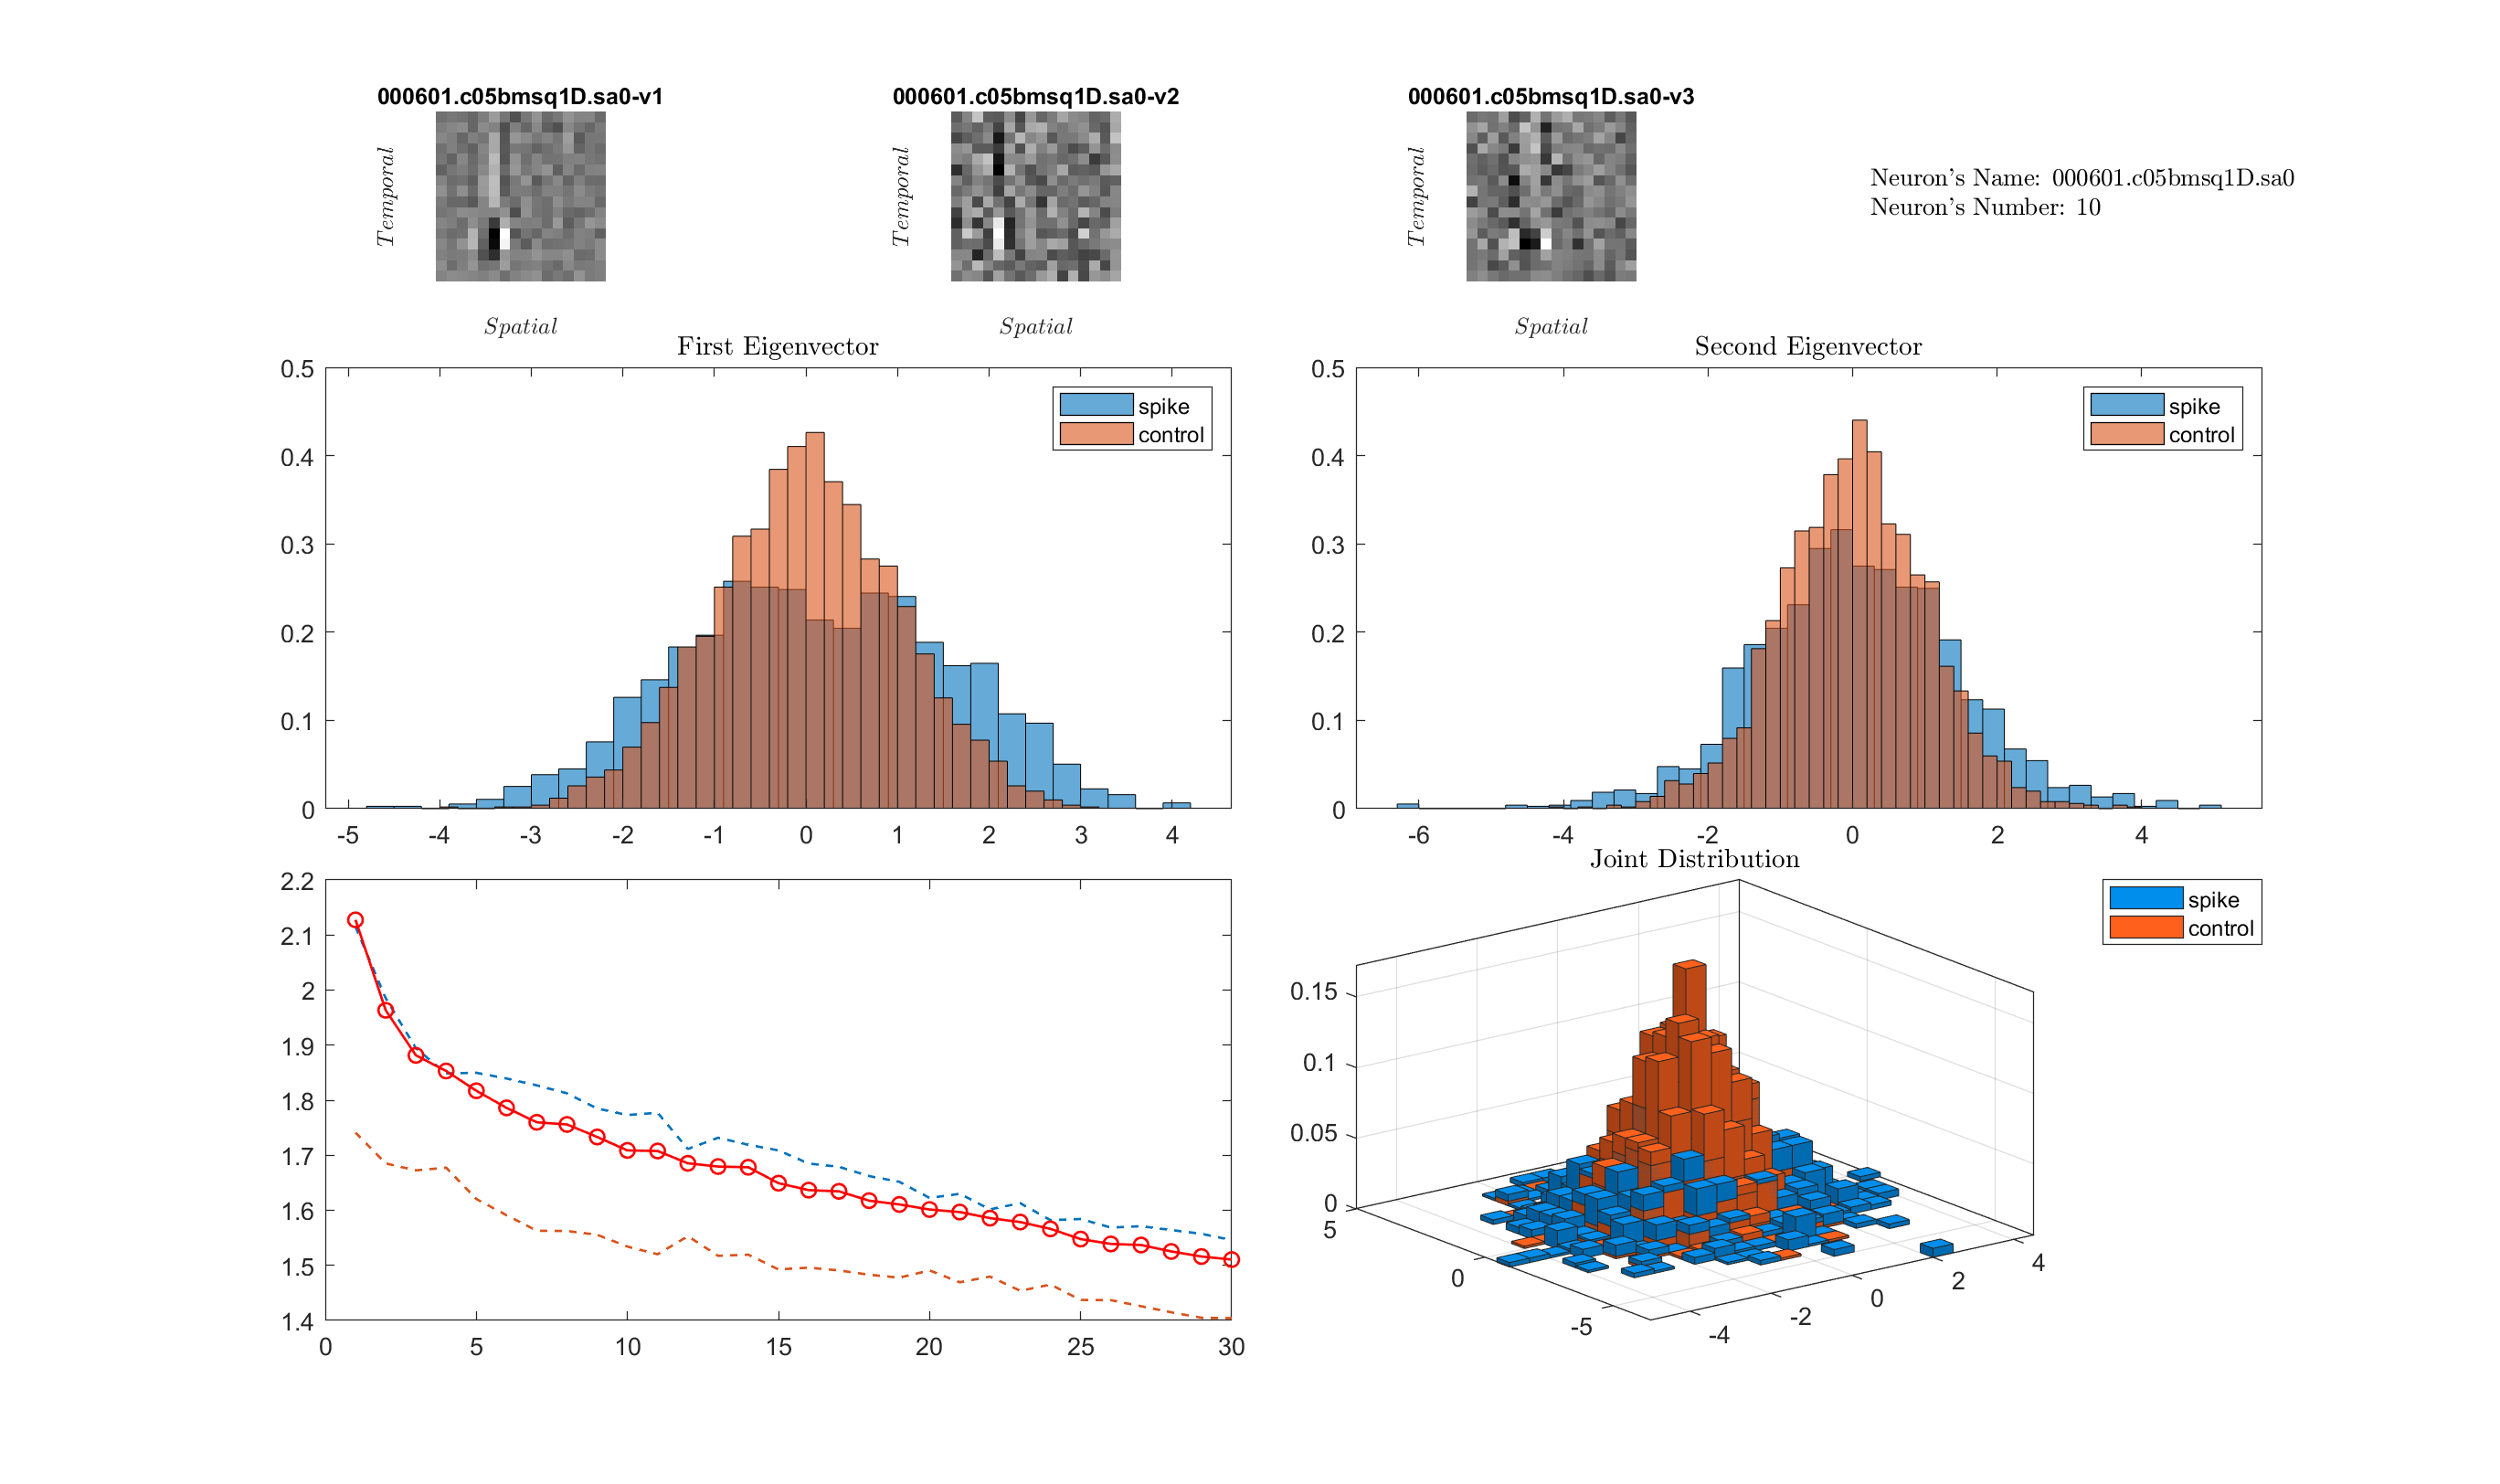 000601.c05bmsq1D.sa0-v1
000601.c05bmsq1D.sa0-v2
000601.c05bmsq1D.sa0-v3
Temporal
Temporal
Temporal
Neuron's Name: 000601.c05bmsq1D.sa0
Neuron's Number: 10
Spatial
Spatial
Spatial
First Eigenvector
0.5
0.4
0.3
0.2
0.1
0
-5 -4 -3 -2 -1 0 1 2 3 4
spike
control
Second Eigenvector
0.5
0.4
0.3
0.2
0.1
0
-6 -4 -2 0 2 4
spike
control
2.2
2.1
2
1.9
1.8
1.7
1.6
1.5
1.4
0 5 10 15 20 25 30
Joint Distribution
0.15
0.1
0.05
0
5
0
-5
-4
-2
0
2
4
spike
control